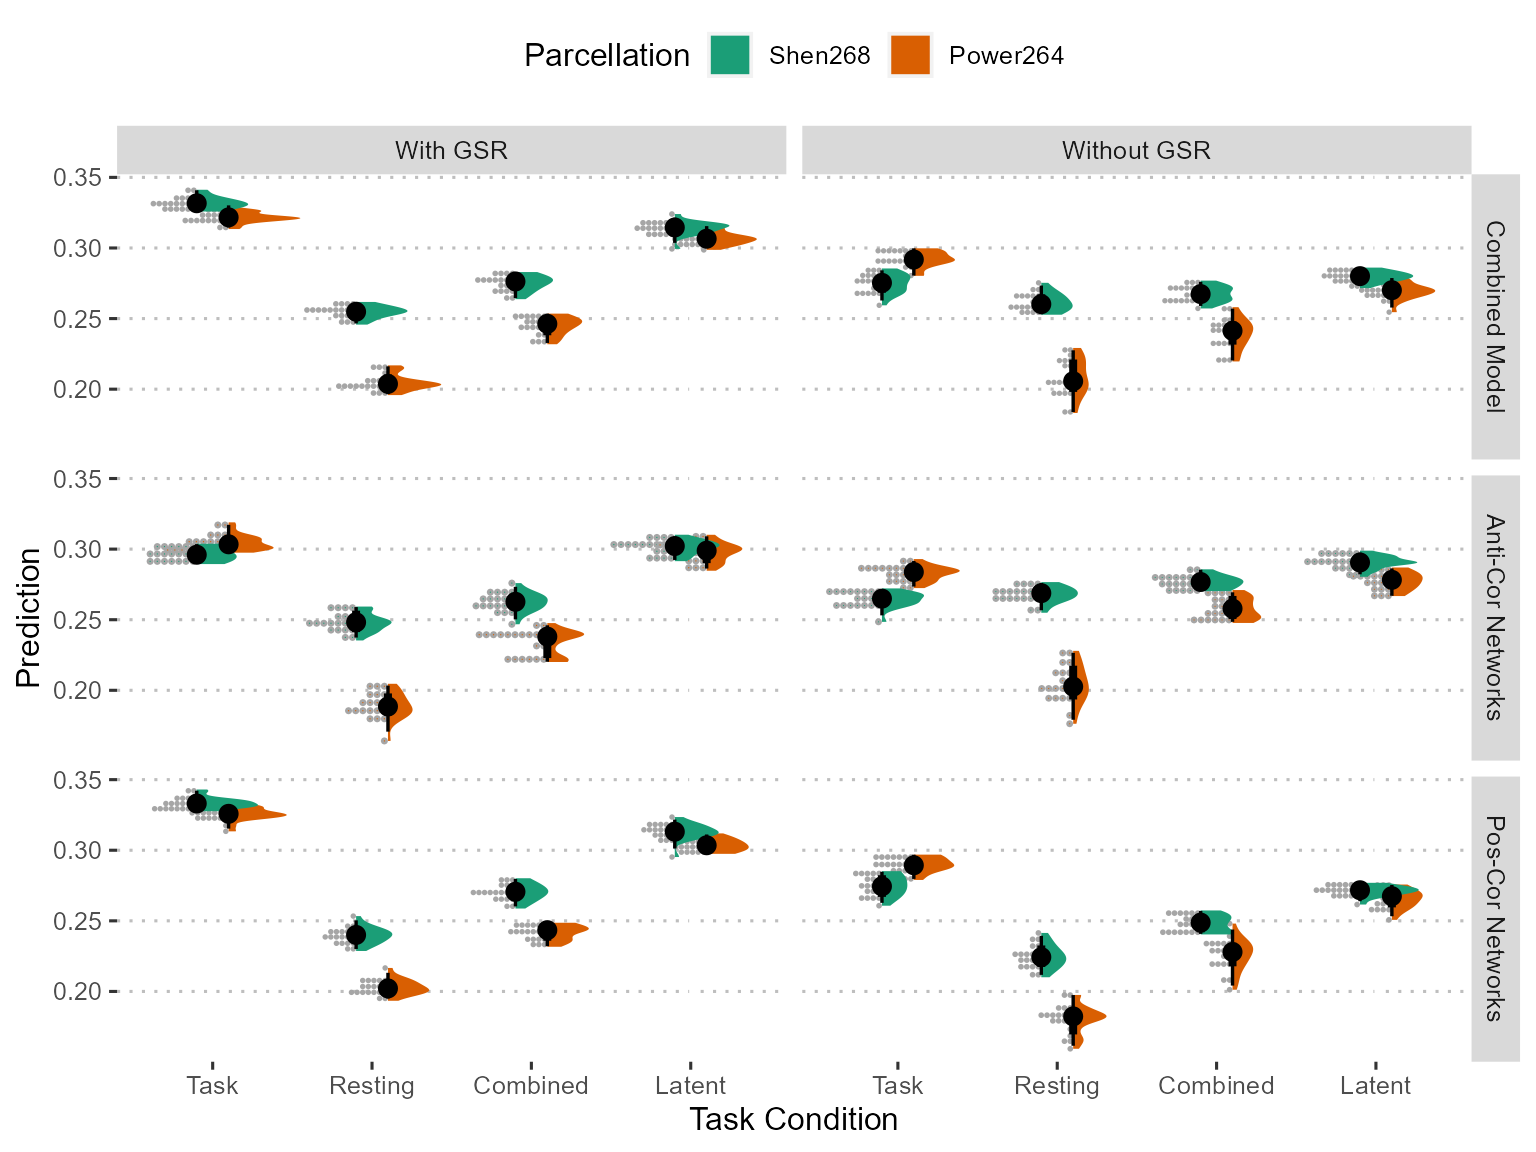 Parcellation Shen268 Power264
With GSR Without GSR
0.35
0.30
0.25
0.20
Combined Model
0.35
0.30
0.25
0.20
Anti-Cor Networks
0.35
0.30
0.25
0.20
Pos-Cor Networks
Prediction
Task Resting Combined Latent Task Resting Combined Latent
Task Condition